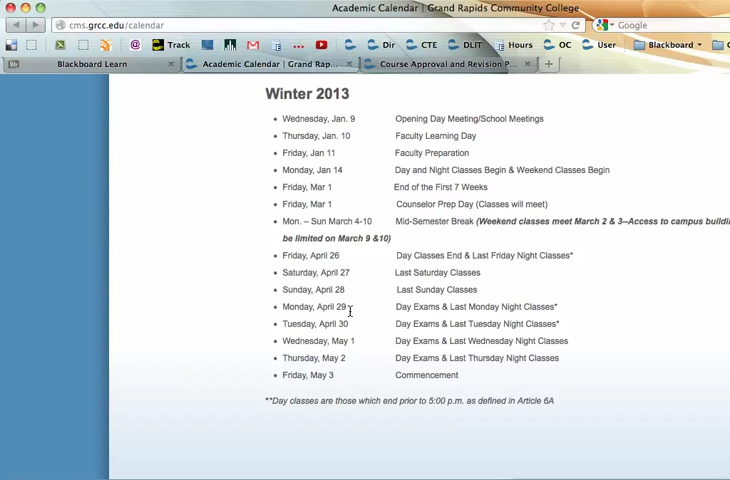 Academic Calendar | Grand Rapids Community College
cms.grcc.edu/calendar
Google
@ Track M ... Dir CTE DLIT Hours OC User Blackboard
Blackboard Learn
Academic Calendar | Grand Rap...
Course Approval and Revision P...
Winter 2013
• Wednesday, Jan. 9 Opening Day Meeting/School Meetings
• Thursday, Jan. 10 Faculty Learning Day
• Friday, Jan 11 Faculty Preparation
• Monday, Jan 14 Day and Night Classes Begin & Weekend Classes Begin
• Friday, Mar 1 End of the First 7 Weeks
• Friday, Mar 1 Counselor Prep Day (Classes will meet)
• Mon. – Sun March 4-10 Mid-Semester Break (Weekend classes meet March 2 & 3--Access to campus buildin
be limited on March 9 &10)
• Friday, April 26 Day Classes End & Last Friday Night Classes*
• Saturday, April 27 Last Saturday Classes
• Sunday, April 28 Last Sunday Classes
• Monday, April 29 Day Exams & Last Monday Night Classes*
• Tuesday, April 30 Day Exams & Last Tuesday Night Classes*
• Wednesday, May 1 Day Exams & Last Wednesday Night Classes
• Thursday, May 2 Day Exams & Last Thursday Night Classes
• Friday, May 3 Commencement
**Day classes are those which end prior to 5:00 p.m. as defined in Article 6A